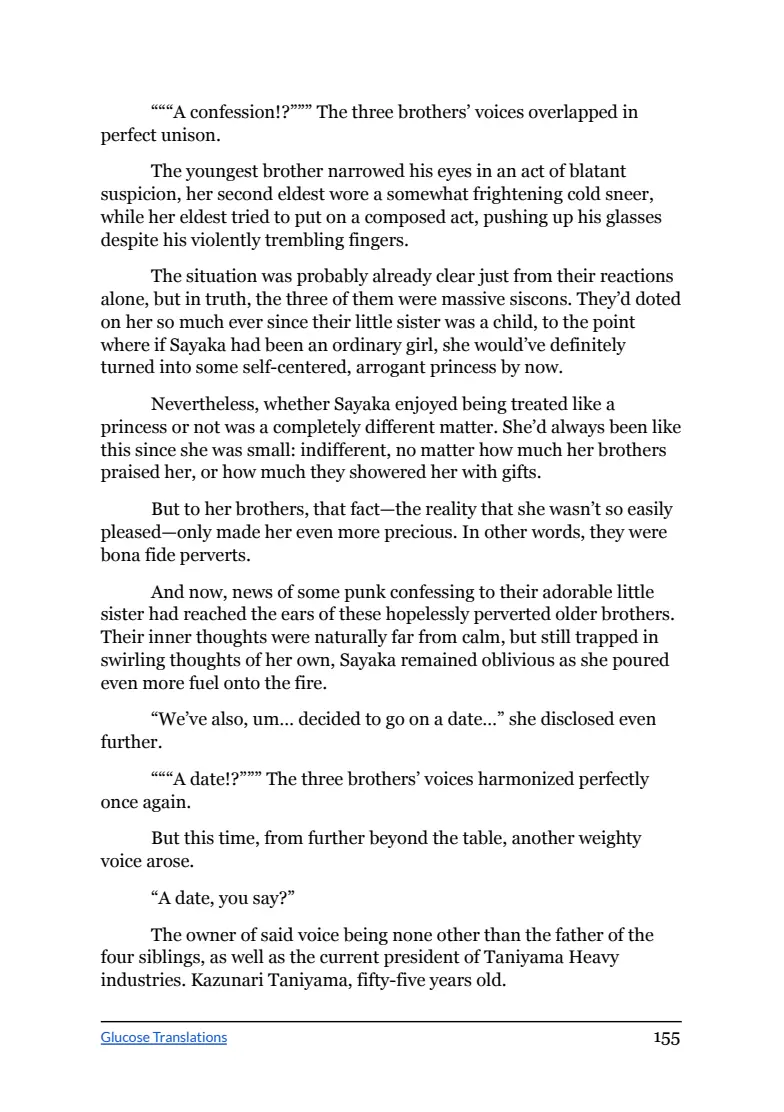 “““A confession!?””” The three brothers’ voices overlapped in
perfect unison.
The youngest brother narrowed his eyes in an act of blatant
suspicion, her second eldest wore a somewhat frightening cold sneer,
while her eldest tried to put on a composed act, pushing up his glasses
despite his violently trembling fingers.
The situation was probably already clear just from their reactions
alone, but in truth, the three of them were massive siscons. They’d doted
on her so much ever since their little sister was a child, to the point
where if Sayaka had been an ordinary girl, she would’ve definitely
turned into some self-centered, arrogant princess by now.
Nevertheless, whether Sayaka enjoyed being treated like a
princess or not was a completely different matter. She’d always been like
this since she was small: indifferent, no matter how much her brothers
praised her, or how much they showered her with gifts.
But to her brothers, that fact—the reality that she wasn’t so easily
pleased—only made her even more precious. In other words, they were
bona fide perverts.
And now, news of some punk confessing to their adorable little
sister had reached the ears of these hopelessly perverted older brothers.
Their inner thoughts were naturally far from calm, but still trapped in
swirling thoughts of her own, Sayaka remained oblivious as she poured
even more fuel onto the fire.
“We’ve also, um… decided to go on a date…” she disclosed even
further.
“““A date!?””” The three brothers’ voices harmonized perfectly
once again.
But this time, from further beyond the table, another weighty
voice arose.
“A date, you say?”
The owner of said voice being none other than the father of the
four siblings, as well as the current president of Taniyama Heavy
industries. Kazunari Taniyama, fifty-five years old.
Glucose Translations 155